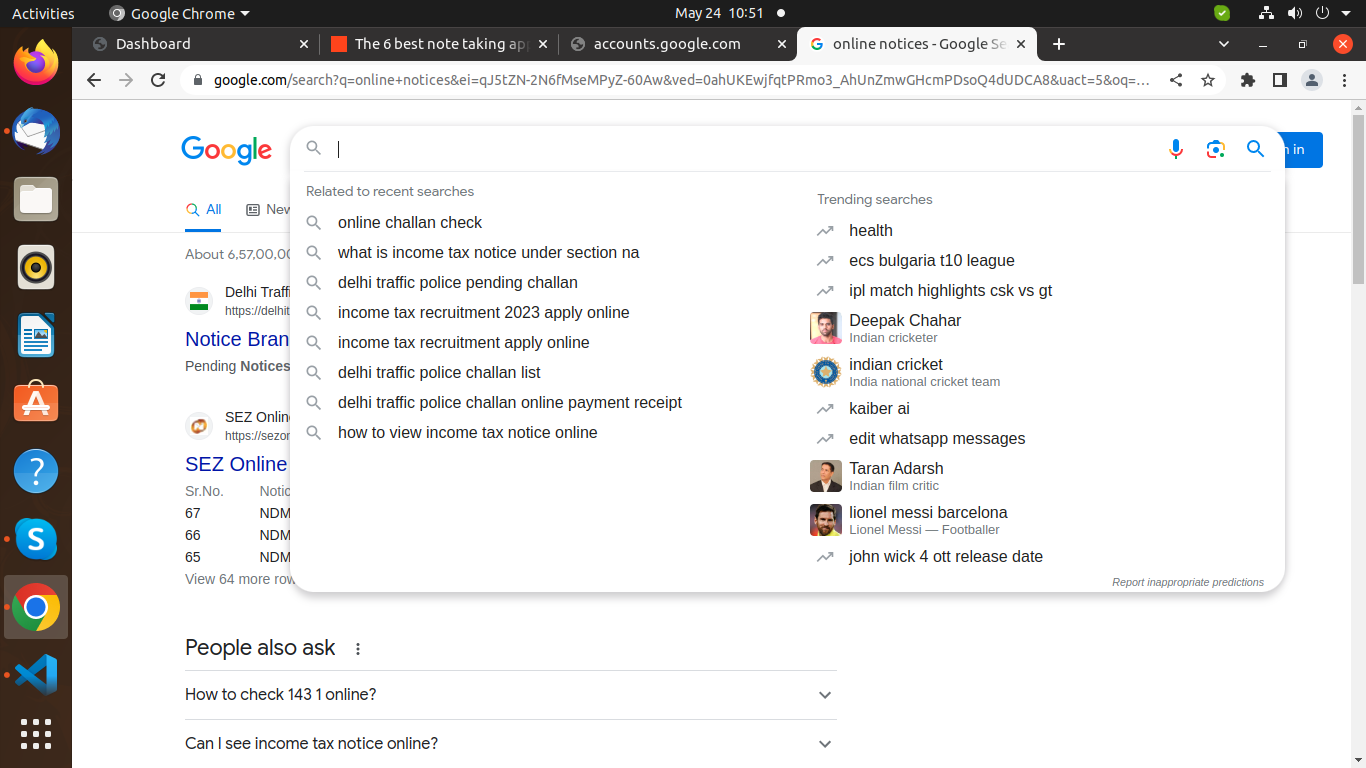 Activities
Google Chrome
May 24 10:51
Dashboard
The 6 best note taking app
accounts.google.com
online notices - Google Se
google.com/search?q=online+notices&ei=qJ5tZN-2N6fMseMPyZ-60Aw&ved=0ahUKEwjfqtPRmo3_AhUnZmwGHcmPDsoQ4dUDCA8&uact=5&oq=...
Google
n in
All
New
About 6,57,00,00
Related to recent searches
online challan check
what is income tax notice under section na
delhi traffic police pending challan
income tax recruitment 2023 apply online
income tax recruitment apply online
delhi traffic police challan list
delhi traffic police challan online payment receipt
how to view income tax notice online
Trending searches
health
ecs bulgaria t10 league
ipl match highlights csk vs gt
Deepak Chahar
Indian cricketer
indian cricket
India national cricket team
kaiber ai
edit whatsapp messages
Taran Adarsh
Indian film critic
lionel messi barcelona
Lionel Messi — Footballer
john wick 4 ott release date
Report inappropriate predictions
Delhi Traffi
https://delhit
Notice Bran
Pending Notices
SEZ Online
https://sezor
SEZ Online
Sr.No. Notic
67 NDM
66 NDM
65 NDM
View 64 more row
People also ask
How to check 143 1 online?
Can I see income tax notice online?